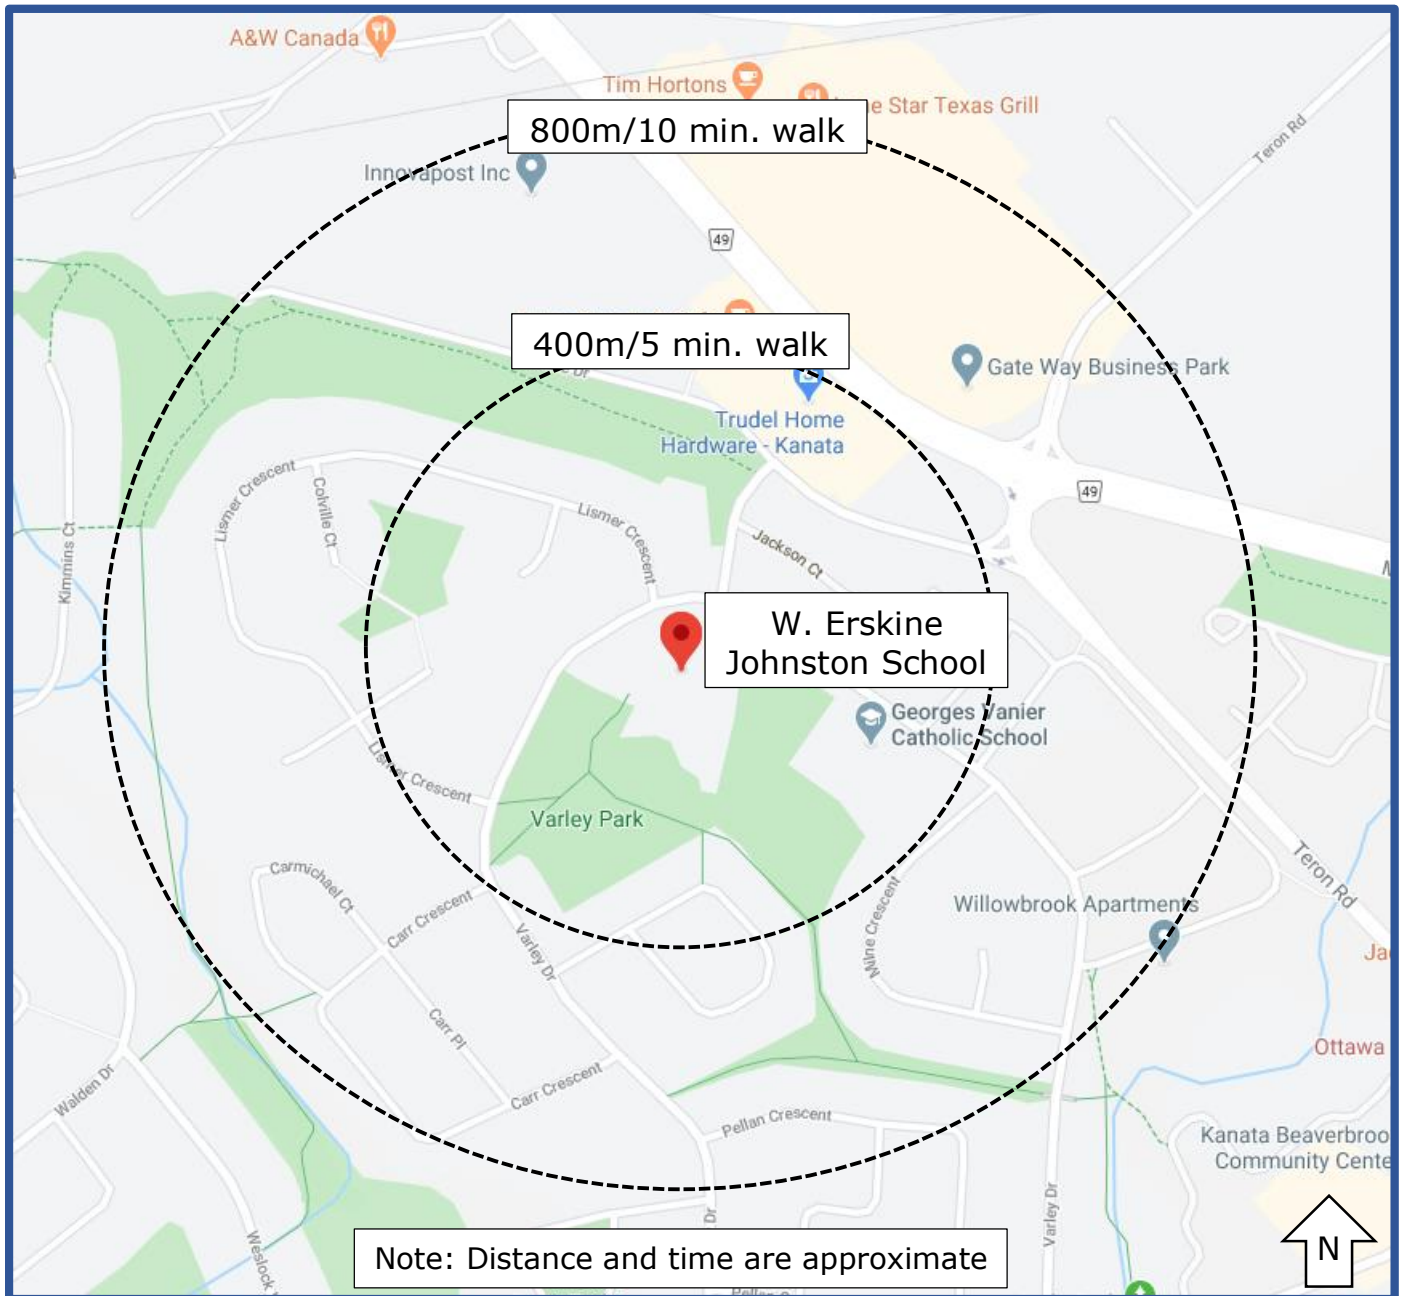 A&W Canada
Tim Hortons
ne Star Texas Grill
800m/10 min. walk
Teron Rd
Innovapost Inc
49
400m/5 min. walk
Dr
Gate Way Business Park
Trudel Home
Hardware - Kanata
Lismer Crescent
Colville Ct
49
Lismer Crescent
Jackson Ct
Kimmins Ct
W. Erskine
Johnston School
Georges Vanier
Catholic School
Lismer Crescent
Varley Park
Carmichael Ct
Carr Crescent
Varley Dr
Milne Crescent
Willowbrook Apartments
Teron Rd
Carr Pl
Ottawa
Walden Dr
Carr Crescent
Pellan Crescent
Kanata Beaverbroo
Community Cente
Varley Dr
Dr
Weslock
Note: Distance and time are approximate
N